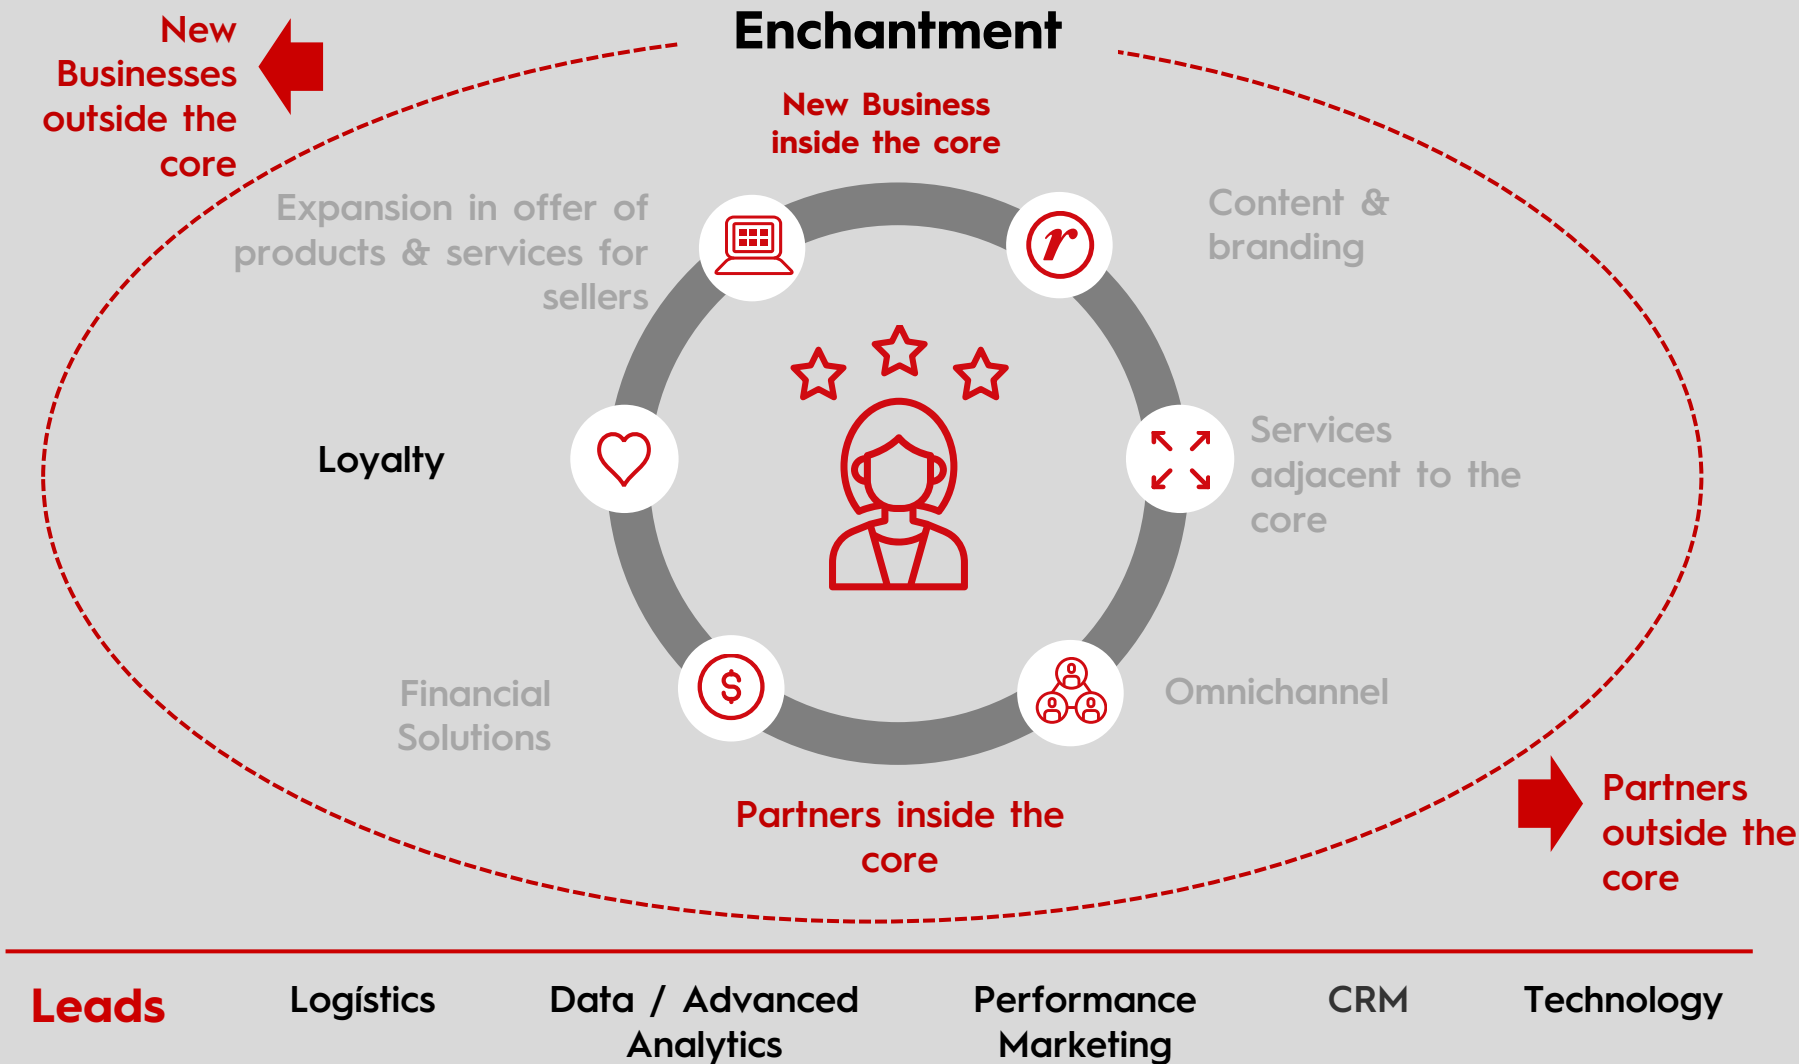 Enchantment
New
Businesses
outside the
core
New Business
inside the core
Expansion in offer of
products & services for
sellers
Content &
branding
r
Loyalty
Services
adjacent to the
core
Financial
Solutions
$
Omnichannel
Partners inside the
core
Partners
outside the
core
Leads
Logístics
Data / Advanced
Analytics
Performance
Marketing
CRM
Technology